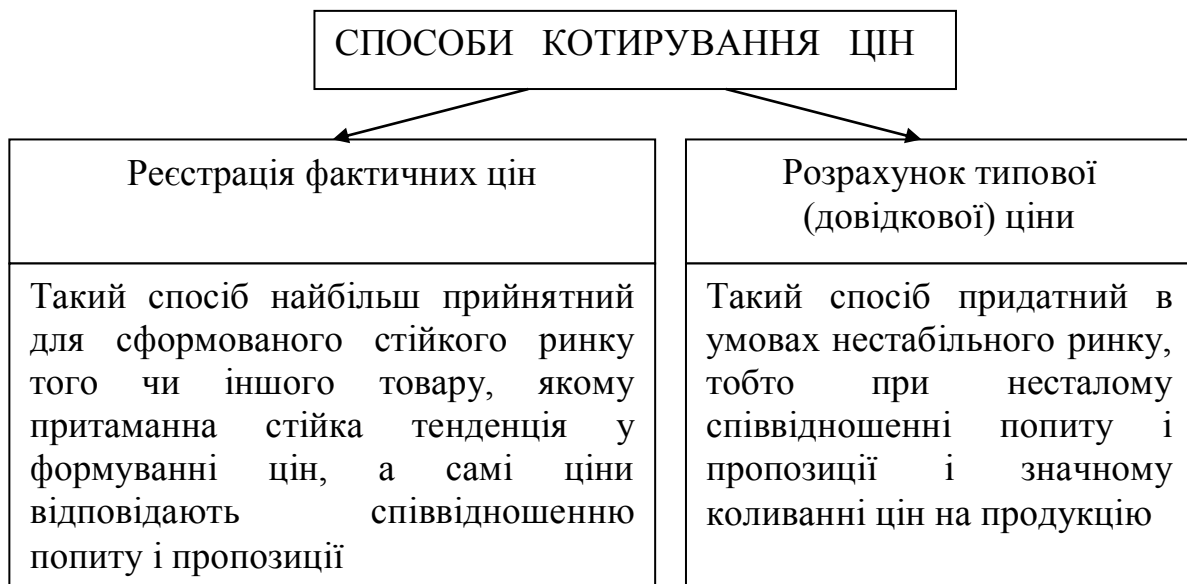 СПОСОБИ КОТИРУВАННЯ ЦІН
Реєстрація фактичних цін
Такий спосіб найбільш прийнятний
для сформованого стійкого ринку
того чи іншого товару, якому
притаманна стійка тенденція у
формуванні цін, а самі ціни
відповідають співвідношенню
попиту і пропозиції
Розрахунок типової
(довідкової) ціни
Такий спосіб придатний в
умовах нестабільного ринку,
тобто при несталому
співвідношенні попиту і
пропозиції і значному
коливанні цін на продукцію